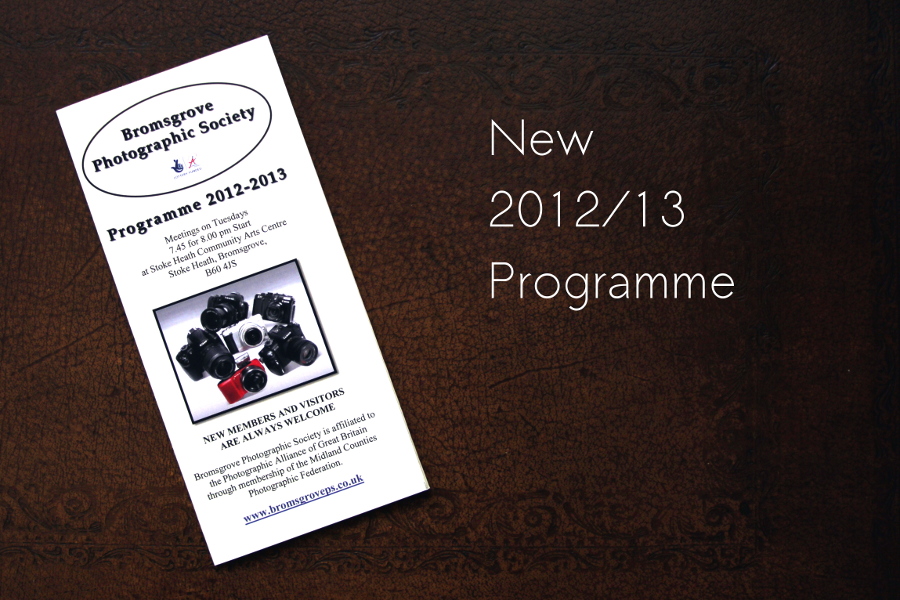 Bromsgrove
Photographic Society
Programme 2012-2013
Meetings on Tuesdays
7.45 for 8.00 pm Start
at Stoke Heath Community Arts Centre
Stoke Heath, Bromsgrove,
B60 4JS
NEW MEMBERS AND VISITORS
ARE ALWAYS WELCOME
Bromsgrove Photographic Society is affiliated to
the Photographic Alliance of Great Britain
through membership of the Midland Counties
Photographic Federation.
www.bromsgroveps.co.uk
New
2012/13
Programme